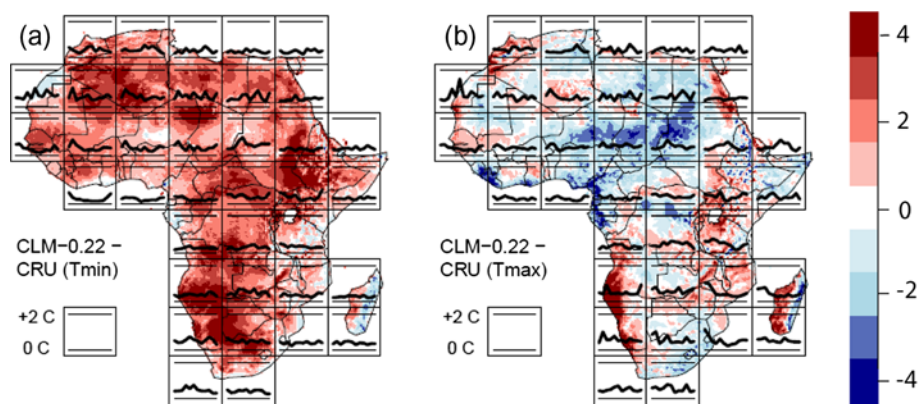 (a)
CLM−0.22 −
CRU (Tmin)
+2 C
0 C
(b)
CLM−0.22 −
CRU (Tmax)
+2 C
0 C
4
2
0
-2
-4